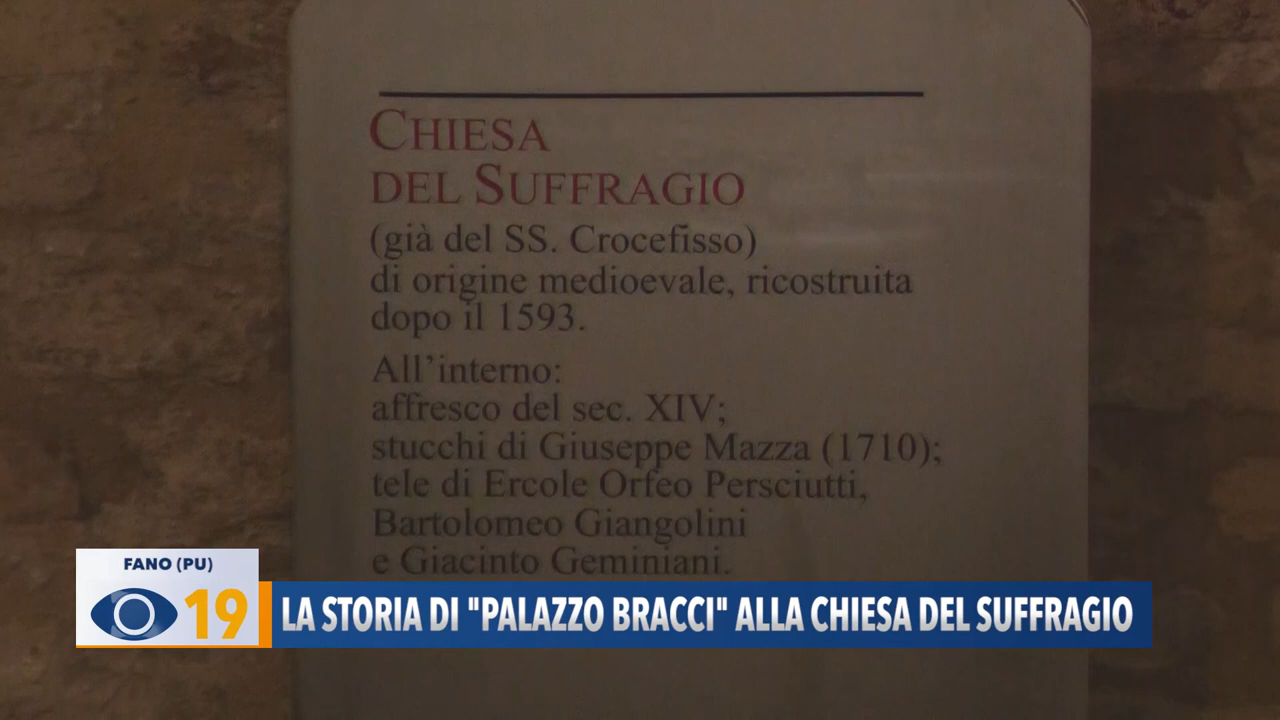 CHIESA
DEL SUFFRAGIO
(già del SS. Crocefisso)
di origine medioevale, ricostruita
dopo il 1593.
All'interno:
affresco del sec. XIV;
stucchi di Giuseppe Mazza (1710);
tele di Ercole Orfeo Persciutti,
Bartolomeo Giangolini
e Giacinto Geminiani.
FANO (PU)
19
LA STORIA DI "PALAZZO BRACCI" ALLA CHIESA DEL SUFFRAGIO